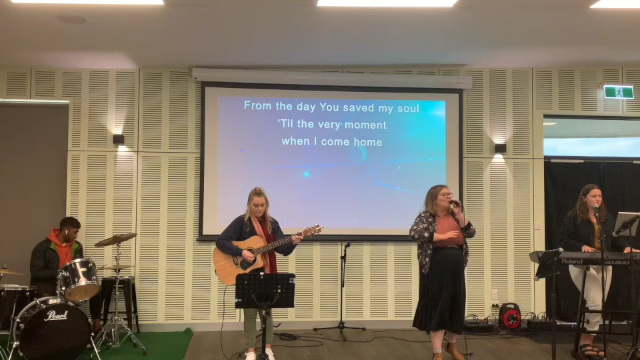 From the day You saved my soul
'Til the very moment
when I come home
Roland
Pearl